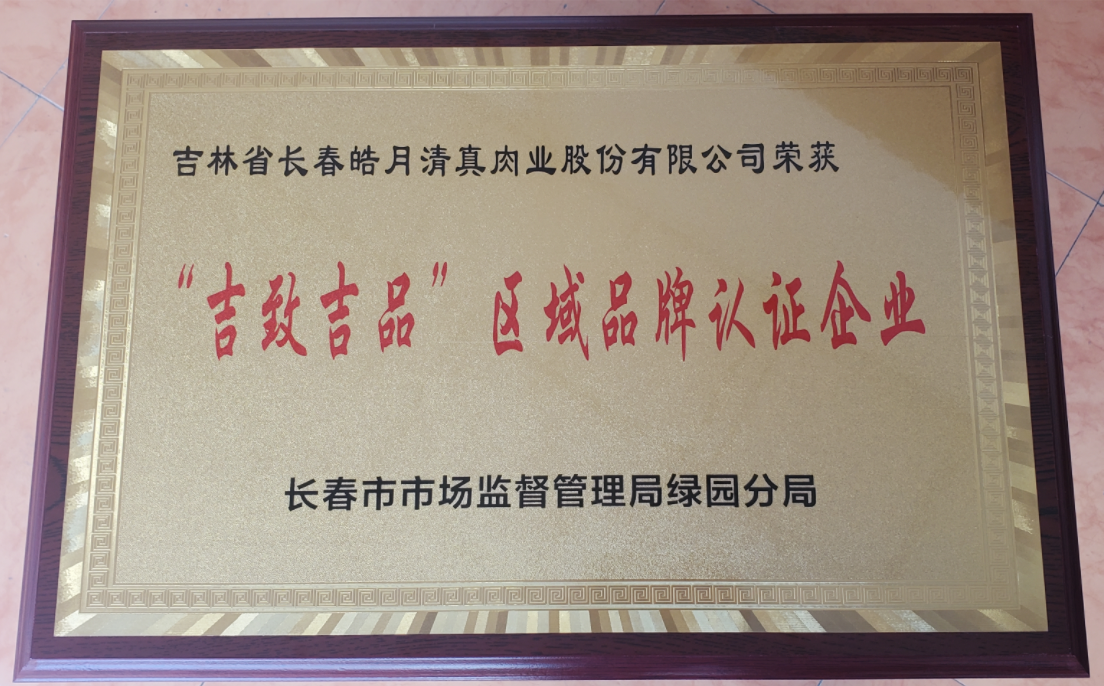 吉林省长春皓月清真肉业股份有限公司荣获
“吉致吉品”区域品牌认证企业
长春市市场监督管理局绿园分局